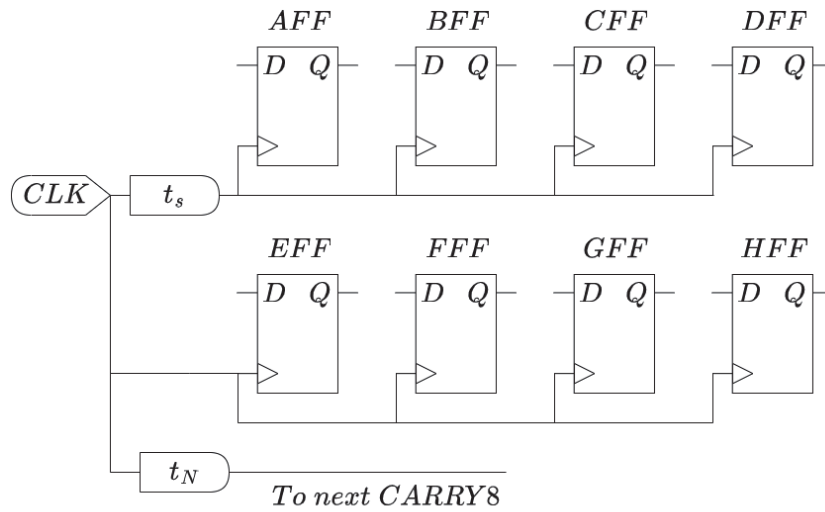 AFF BFF CFF DFF
D Q D Q D Q D Q
CLK t_s
EFF FFF GFF HFF
D Q D Q D Q D Q
t_N
To next CARRY8